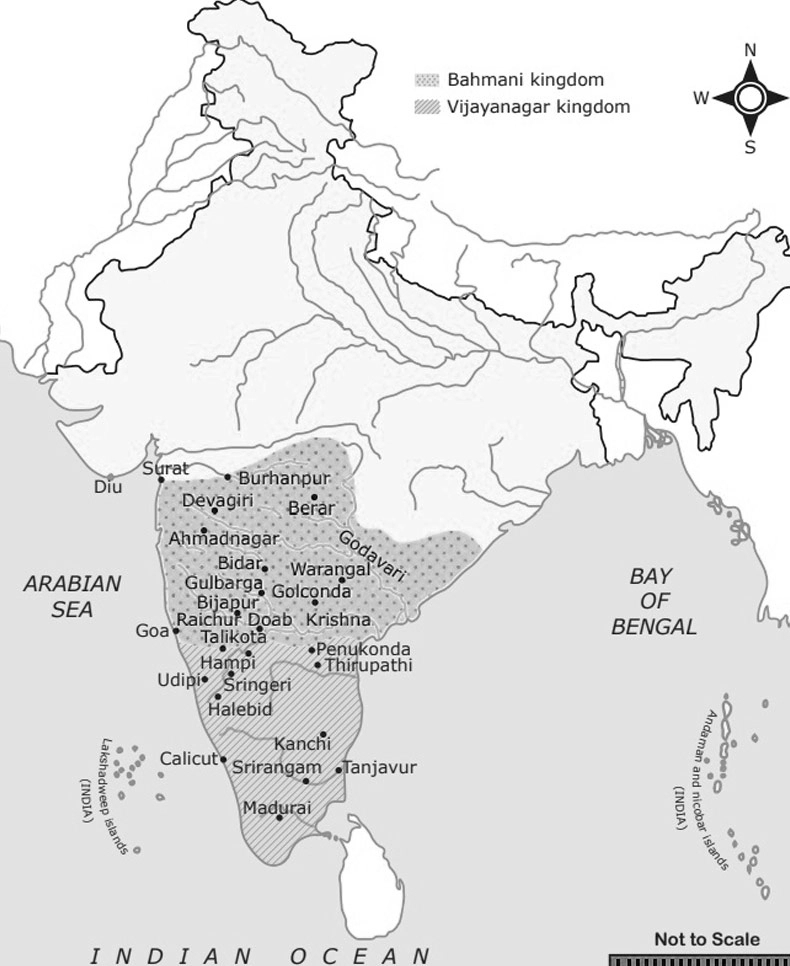 N
Bahmani kingdom
W
Vijayanagar kingdom
S
Surat
Diu
Burhanpur
Devagiri
Berar
Ahmadnagar
Godavari
Bidar
Warangal
Gulbarga
Golconda
Bijapur
Raichur Doab
Krishna
Goa
Talikota
Penukonda
Hampi
Thirupathi
Udipi
Sringeri
Halebid
Kanchi
Calicut
Srirangam
Tanjavur
Madurai
ARABIAN
SEA
BAY
OF
BENGAL
Lakshadweep islands
(INDIA)
Andaman and nicobar islands
(INDIA)
Not to Scale
INDIAN OCEAN